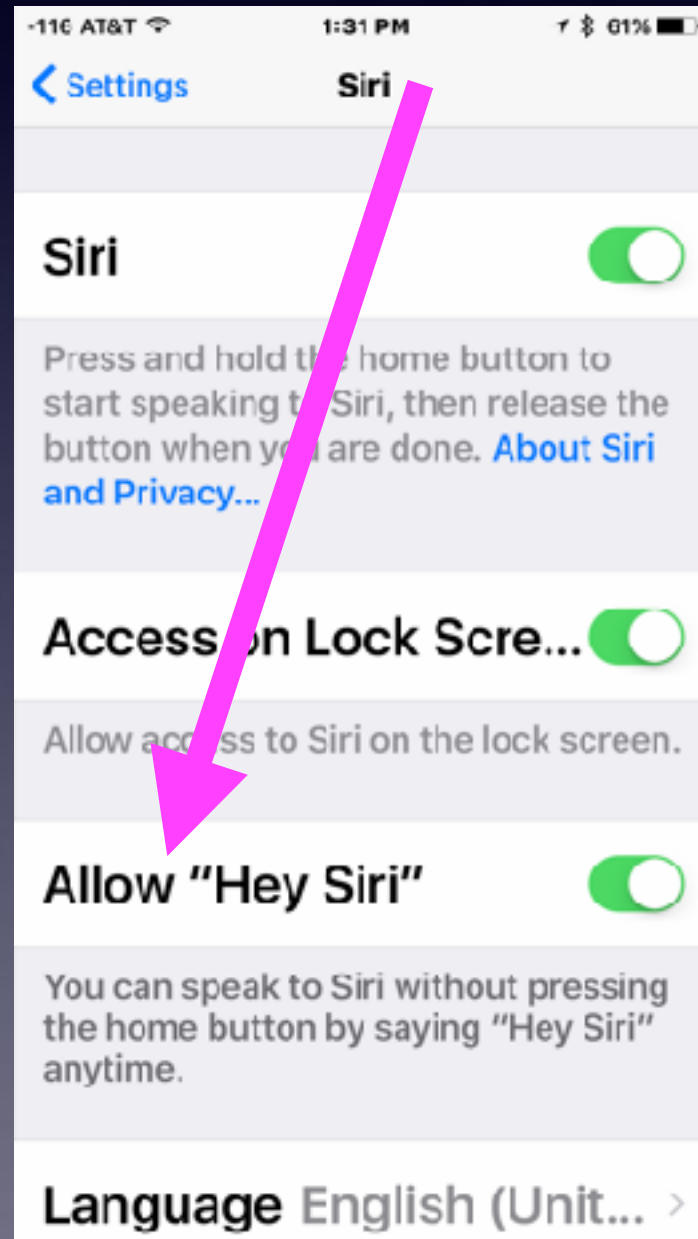 -116 AT&T 1:31 PM 61%
Settings Siri
Siri
Press and hold the home button to
start speaking to Siri, then release the
button when you are done. About Siri
and Privacy...
Access on Lock Scre...
Allow access to Siri on the lock screen.
Allow “Hey Siri”
You can speak to Siri without pressing
the home button by saying “Hey Siri”
anytime.
Language English (Unit...